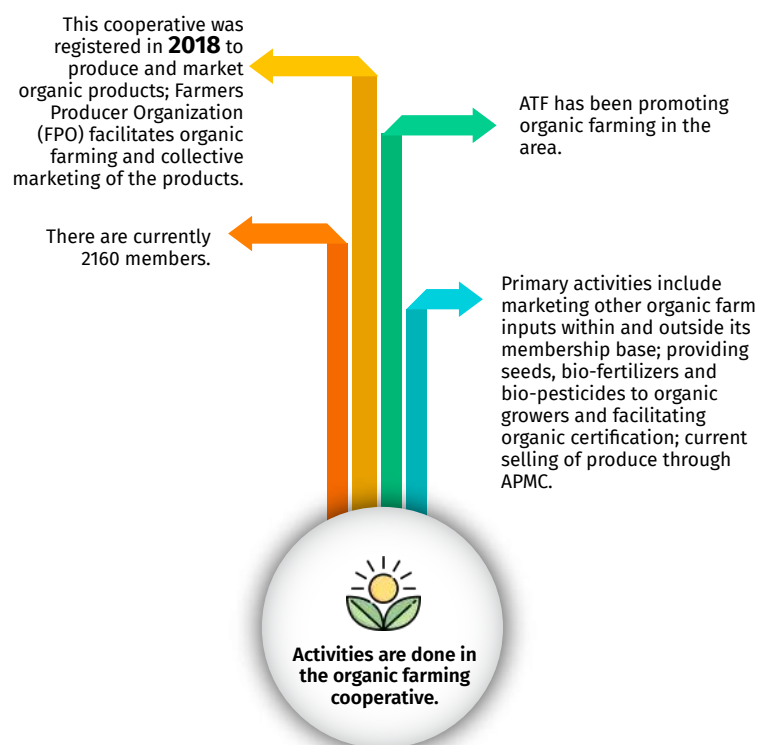 This cooperative was
registered in 2018 to
produce and market
organic products; Farmers
Producer Organization
(FPO) facilitates organic
farming and collective
marketing of the products.
ATF has been promoting
organic farming in the
area.
There are currently
2160 members.
Primary activities include
marketing other organic farm
inputs within and outside its
membership base; providing
seeds, bio-fertilizers and
bio-pesticides to organic
growers and facilitating
organic certification; current
selling of produce through
APMC.
Activities are done in
the organic farming
cooperative.